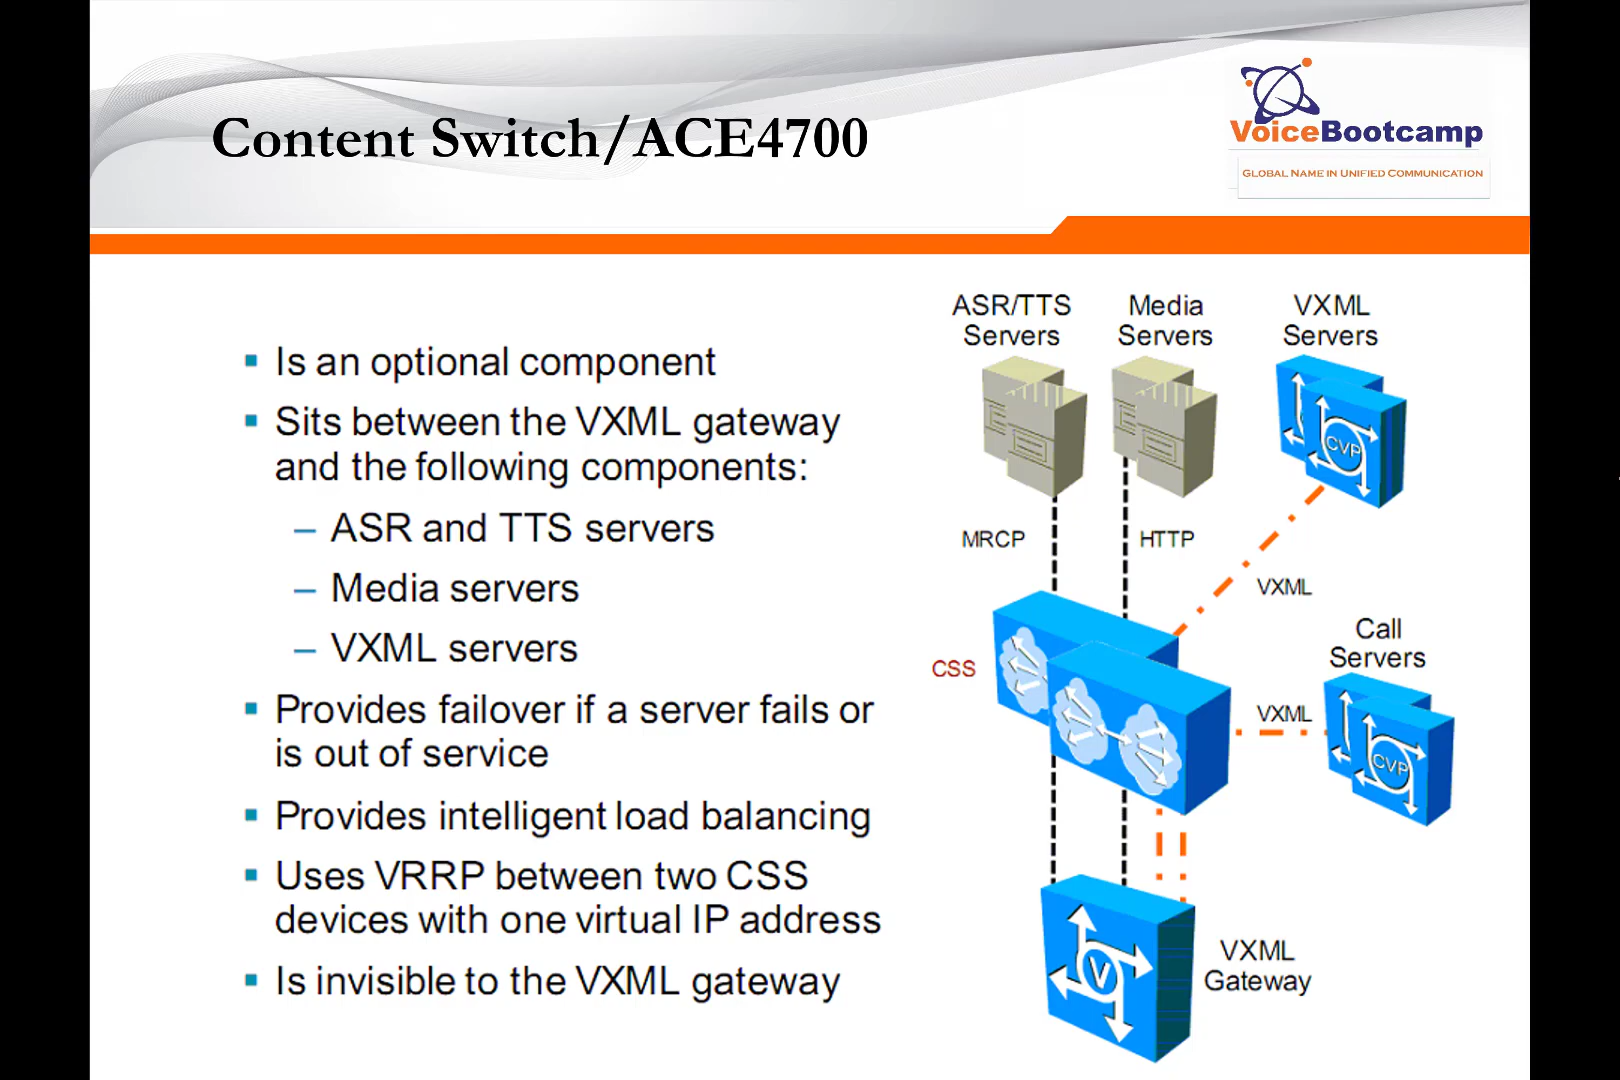 Content Switch/ACE4700
VoiceBootcamp
GLOBAL NAME IN UNIFIED COMMUNICATION
▪ Is an optional component
▪ Sits between the VXML gateway
and the following components:
– ASR and TTS servers
– Media servers
– VXML servers
▪ Provides failover if a server fails or
is out of service
▪ Provides intelligent load balancing
▪ Uses VRRP between two CSS
devices with one virtual IP address
▪ Is invisible to the VXML gateway
ASR/TTS
Servers
Media
Servers
VXML
Servers
CVP
MRCP
HTTP
VXML
Call
Servers
CSS
VXML
CVP
V
VXML
Gateway